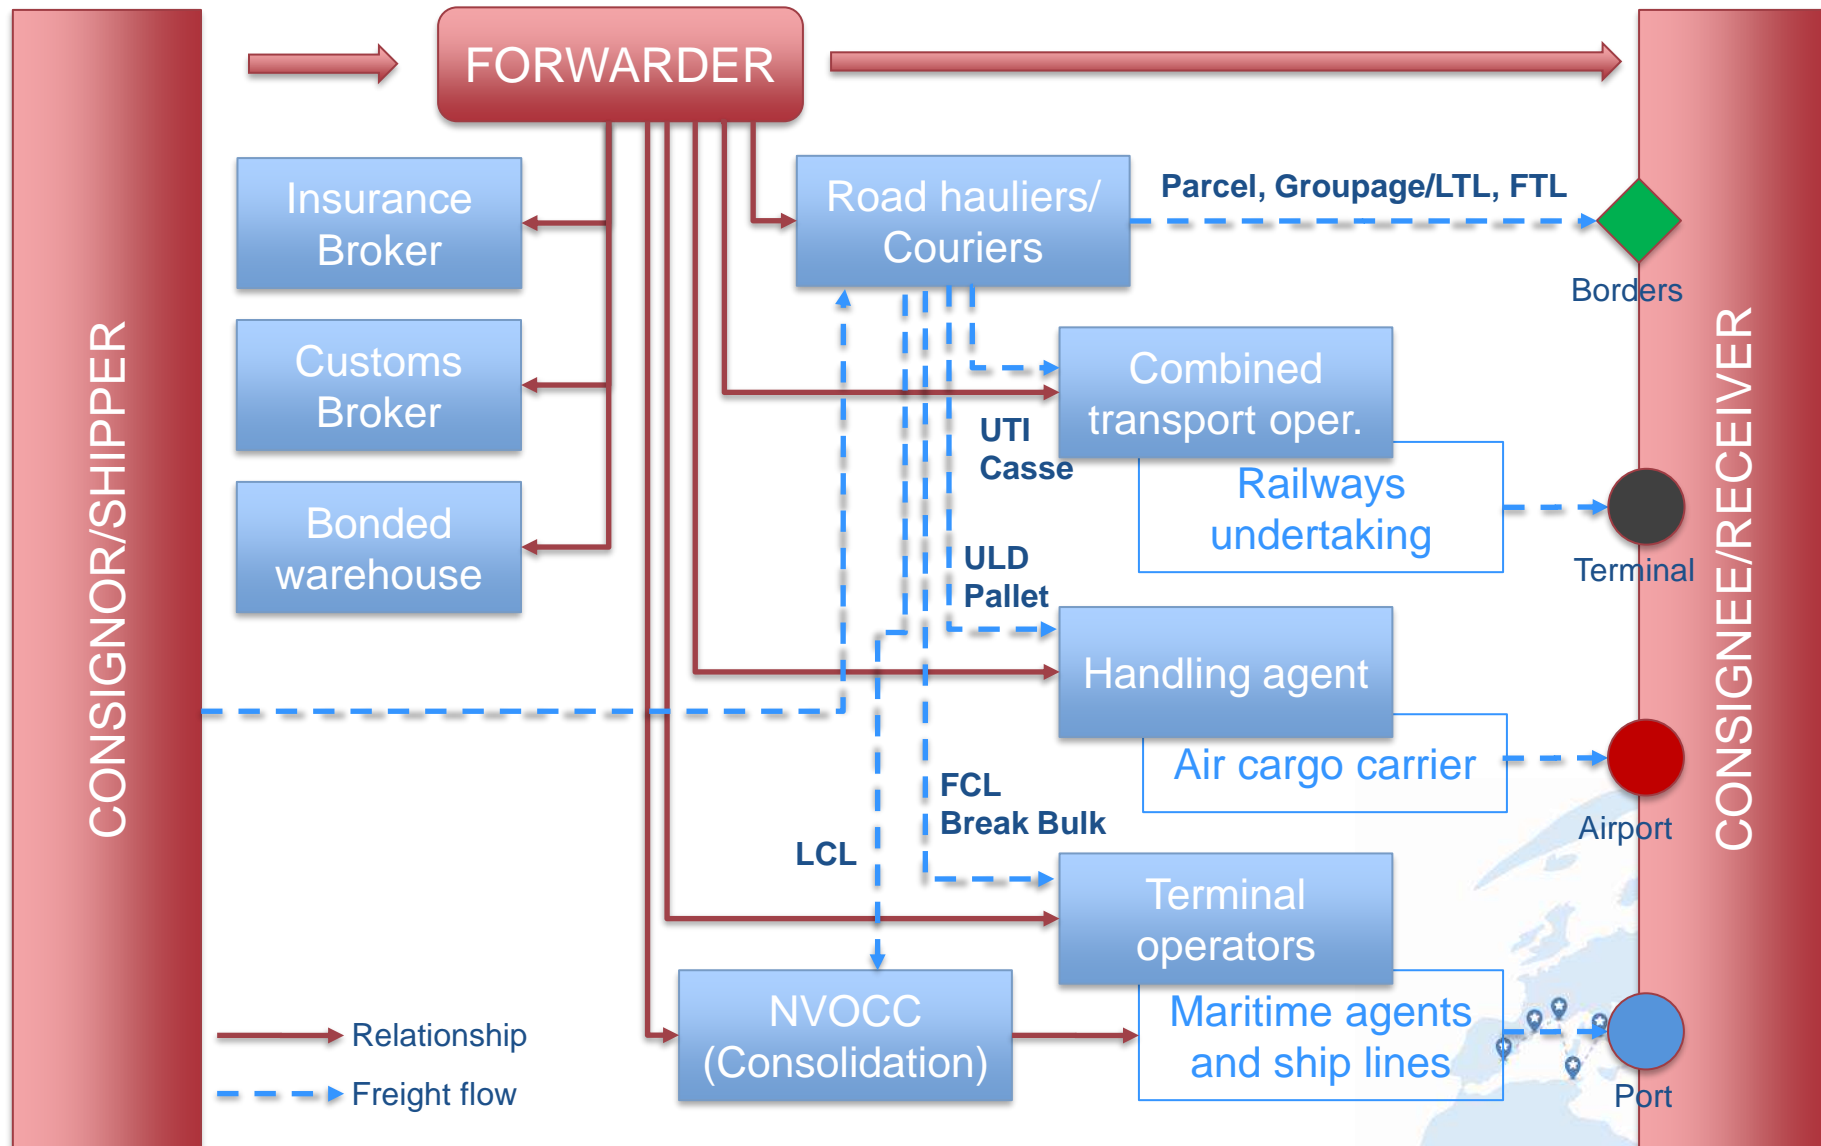 CONSIGNOR/SHIPPER
FORWARDER
Insurance
Broker
Customs
Broker
Bonded
warehouse
Road hauliers/
Couriers
Parcel, Groupage/LTL, FTL
Borders
Combined
transport oper.
UTI
Casse
Railways
undertaking
Terminal
ULD
Pallet
Handling agent
Air cargo carrier
Airport
FCL
Break Bulk
LCL
Terminal
operators
NVOCC
(Consolidation)
Maritime agents
and ship lines
Port
Relationship
Freight flow
CONSIGNEE/RECEIVER